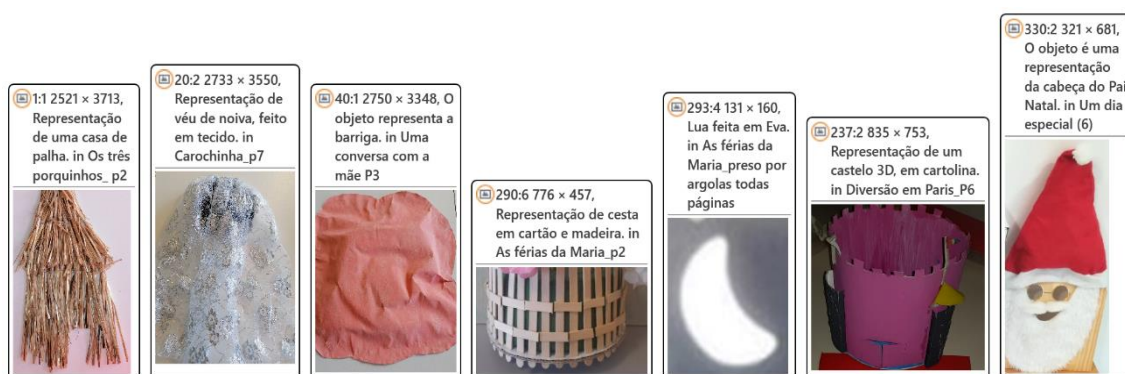 1:1 2521 × 3713,
Representação
de uma casa de
palha. in Os três
porquinhos_ p2
20:2 2733 × 3550,
Representação de
véu de noiva, feito
em tecido. in
Carochinha_p7
40:1 2750 × 3348, O
objeto representa a
barriga. in Uma
conversa com a
mãe P3
290:6 776 × 457,
Representação de cesta
em cartão e madeira. in
As férias da Maria_p2
293:4 131 × 160,
Lua feita em Eva.
in As férias da
Maria_preso por
argolas todas
páginas
237:2 835 × 753,
Representação de um
castelo 3D, em cartolina.
in Diversão em Paris_P6
330:2 321 × 681,
O objeto é uma
representação
da cabeça do Pai
Natal. in Um dia
especial (6)